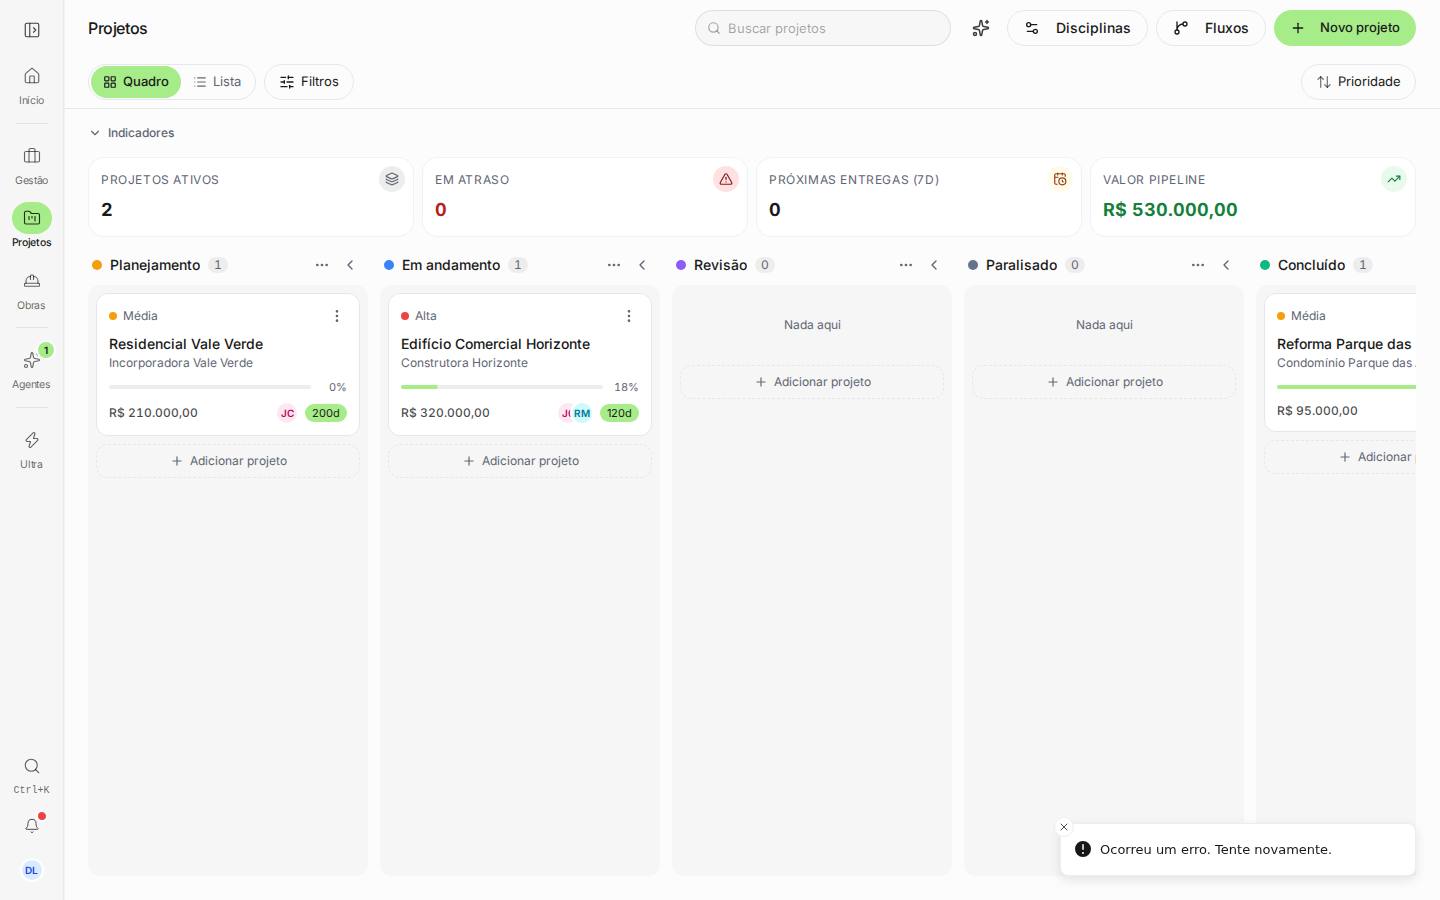 Projetos
Buscar projetos
Disciplinas
Fluxos
Novo projeto
Quadro
Lista
Filtros
Prioridade
Início
Gestão
Projetos
Obras
1
Agentes
Ultra
Ctrl+K
DL
Indicadores
PROJETOS ATIVOS
2
EM ATRASO
0
PRÓXIMAS ENTREGAS (7D)
0
VALOR PIPELINE
R$ 530.000,00
Planejamento 1
Média
Residencial Vale Verde
Incorporadora Vale Verde
0%
R$ 210.000,00 JC 200d
Adicionar projeto
Em andamento 1
Alta
Edifício Comercial Horizonte
Construtora Horizonte
18%
R$ 320.000,00 JC RM 120d
Adicionar projeto
Revisão 0
Nada aqui
Adicionar projeto
Paralisado 0
Nada aqui
Adicionar projeto
Concluído 1
Média
Reforma Parque das
Condomínio Parque das
R$ 95.000,00
Adicionar
Ocorreu um erro. Tente novamente.